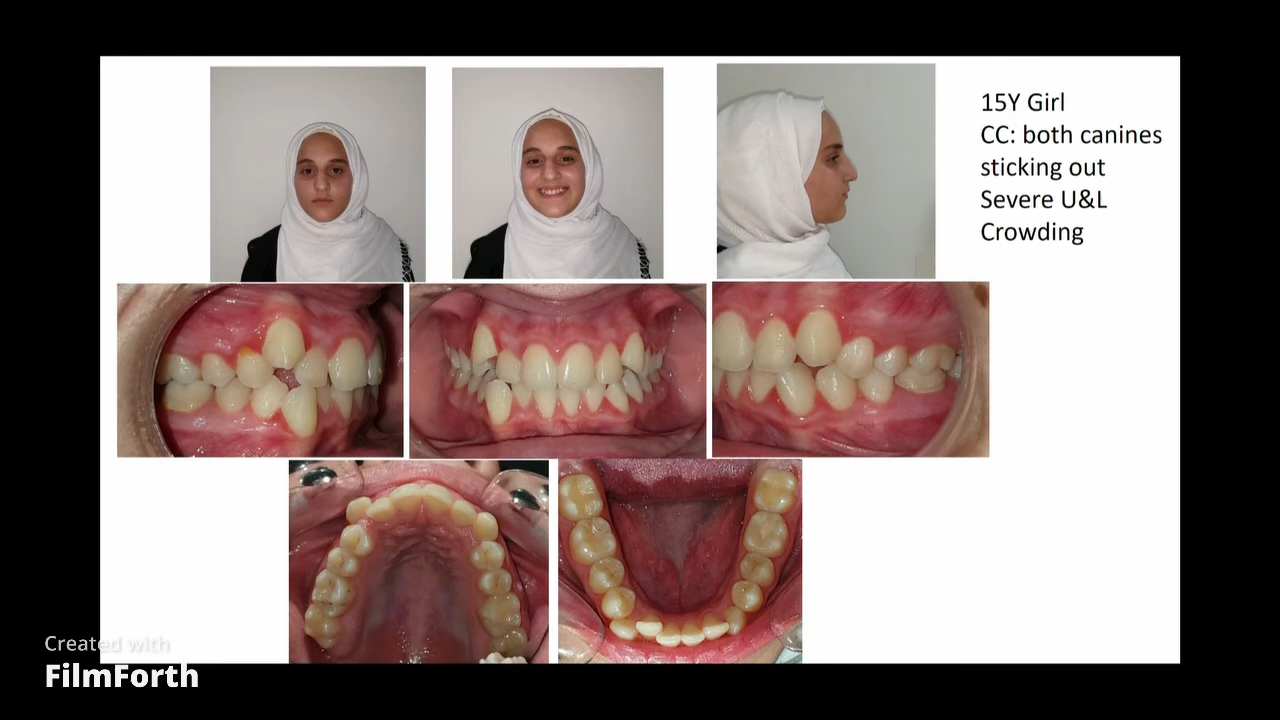 15Y Girl
CC: both canines
sticking out
Severe U&L
Crowding
Created with
FilmForth